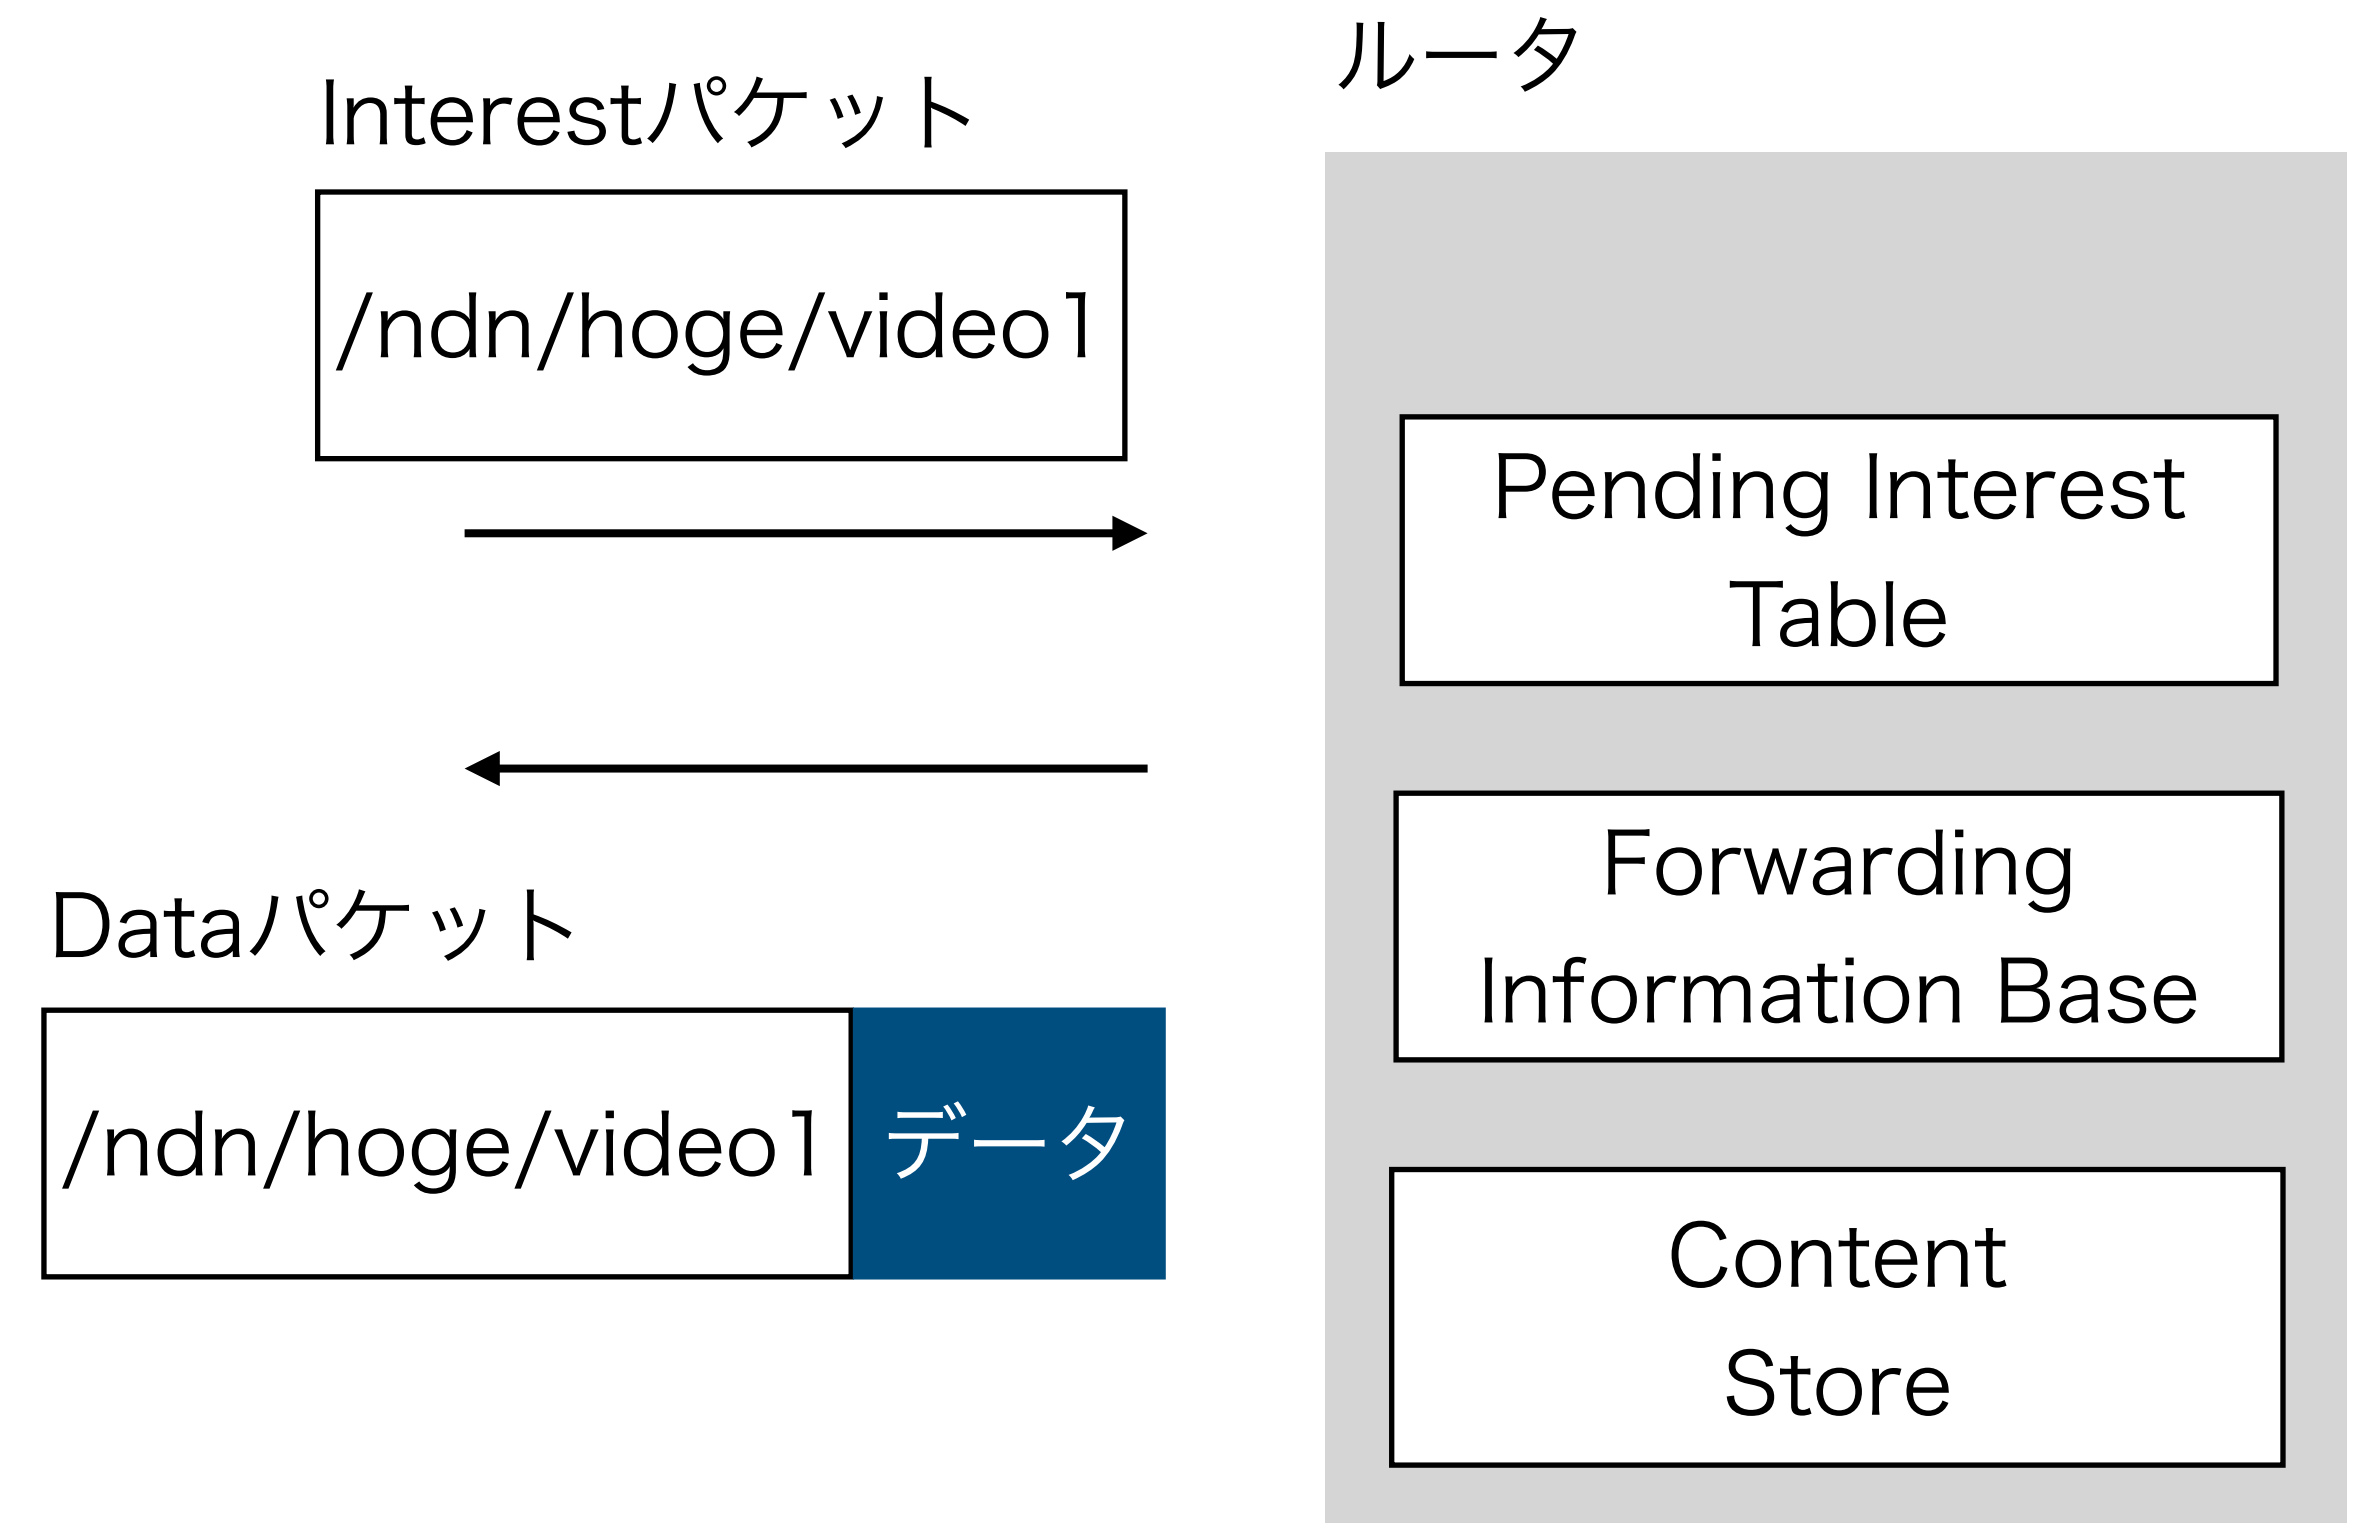 Interestパケット
/ndn/hoge/video1
Dataパケット
/ndn/hoge/video1
データ
ルータ
Pending Interest
Table
Forwarding
Information Base
Content
Store